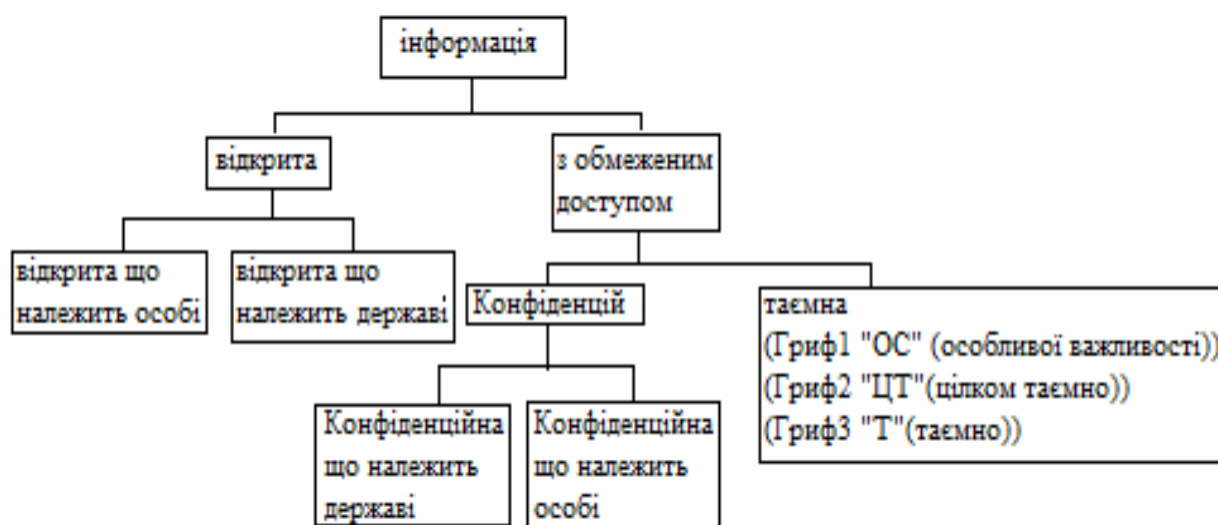 інформація
відкрита
з обмеженим
доступом
відкрита що
належить особі
відкрита що
належить державі
Конфіденцій
таємна
(Гриф1 "ОС" (особливої важливості))
(Гриф2 "ЦТ"(цілком таємно))
(Гриф3 "Т"(таємно))
Конфіденційна
що належить
державі
Конфіденційна
що належить
особі